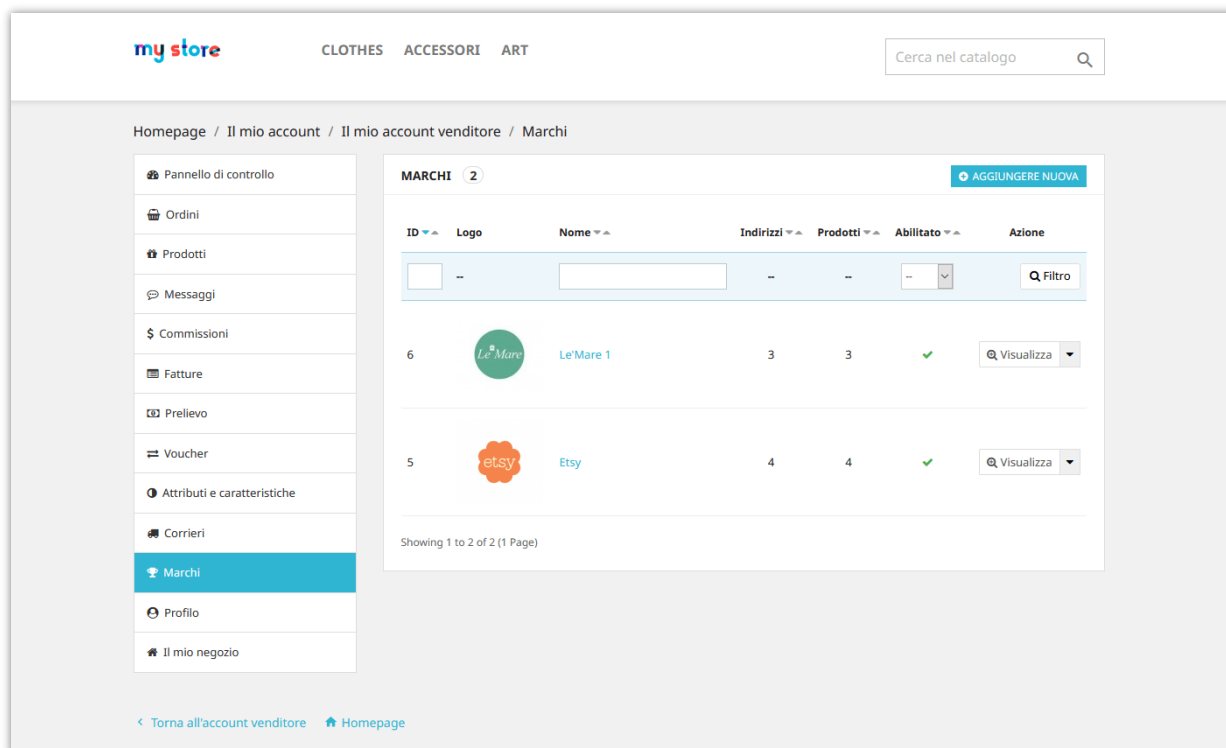 my store
CLOTHES ACCESSORI ART
Cerca nel catalogo
Homepage / Il mio account / Il mio account venditore / Marchi
Pannello di controllo
Ordini
Prodotti
Messaggi
Commissioni
Fatture
Prelievo
Voucher
Attributi e caratteristiche
Corrieri
Marchi
Profilo
Il mio negozio
MARCHI 2
AGGIUNGERE NUOVA
ID Logo Nome Indirizzi Prodotti Abilitato Azione
-- -- -- -- Filtro
6 Le'Mare Le'Mare 1 3 3 Visualizza
5 etsy Etsy 4 4 Visualizza
Showing 1 to 2 of 2 (1 Page)
Torna all'account venditore Homepage